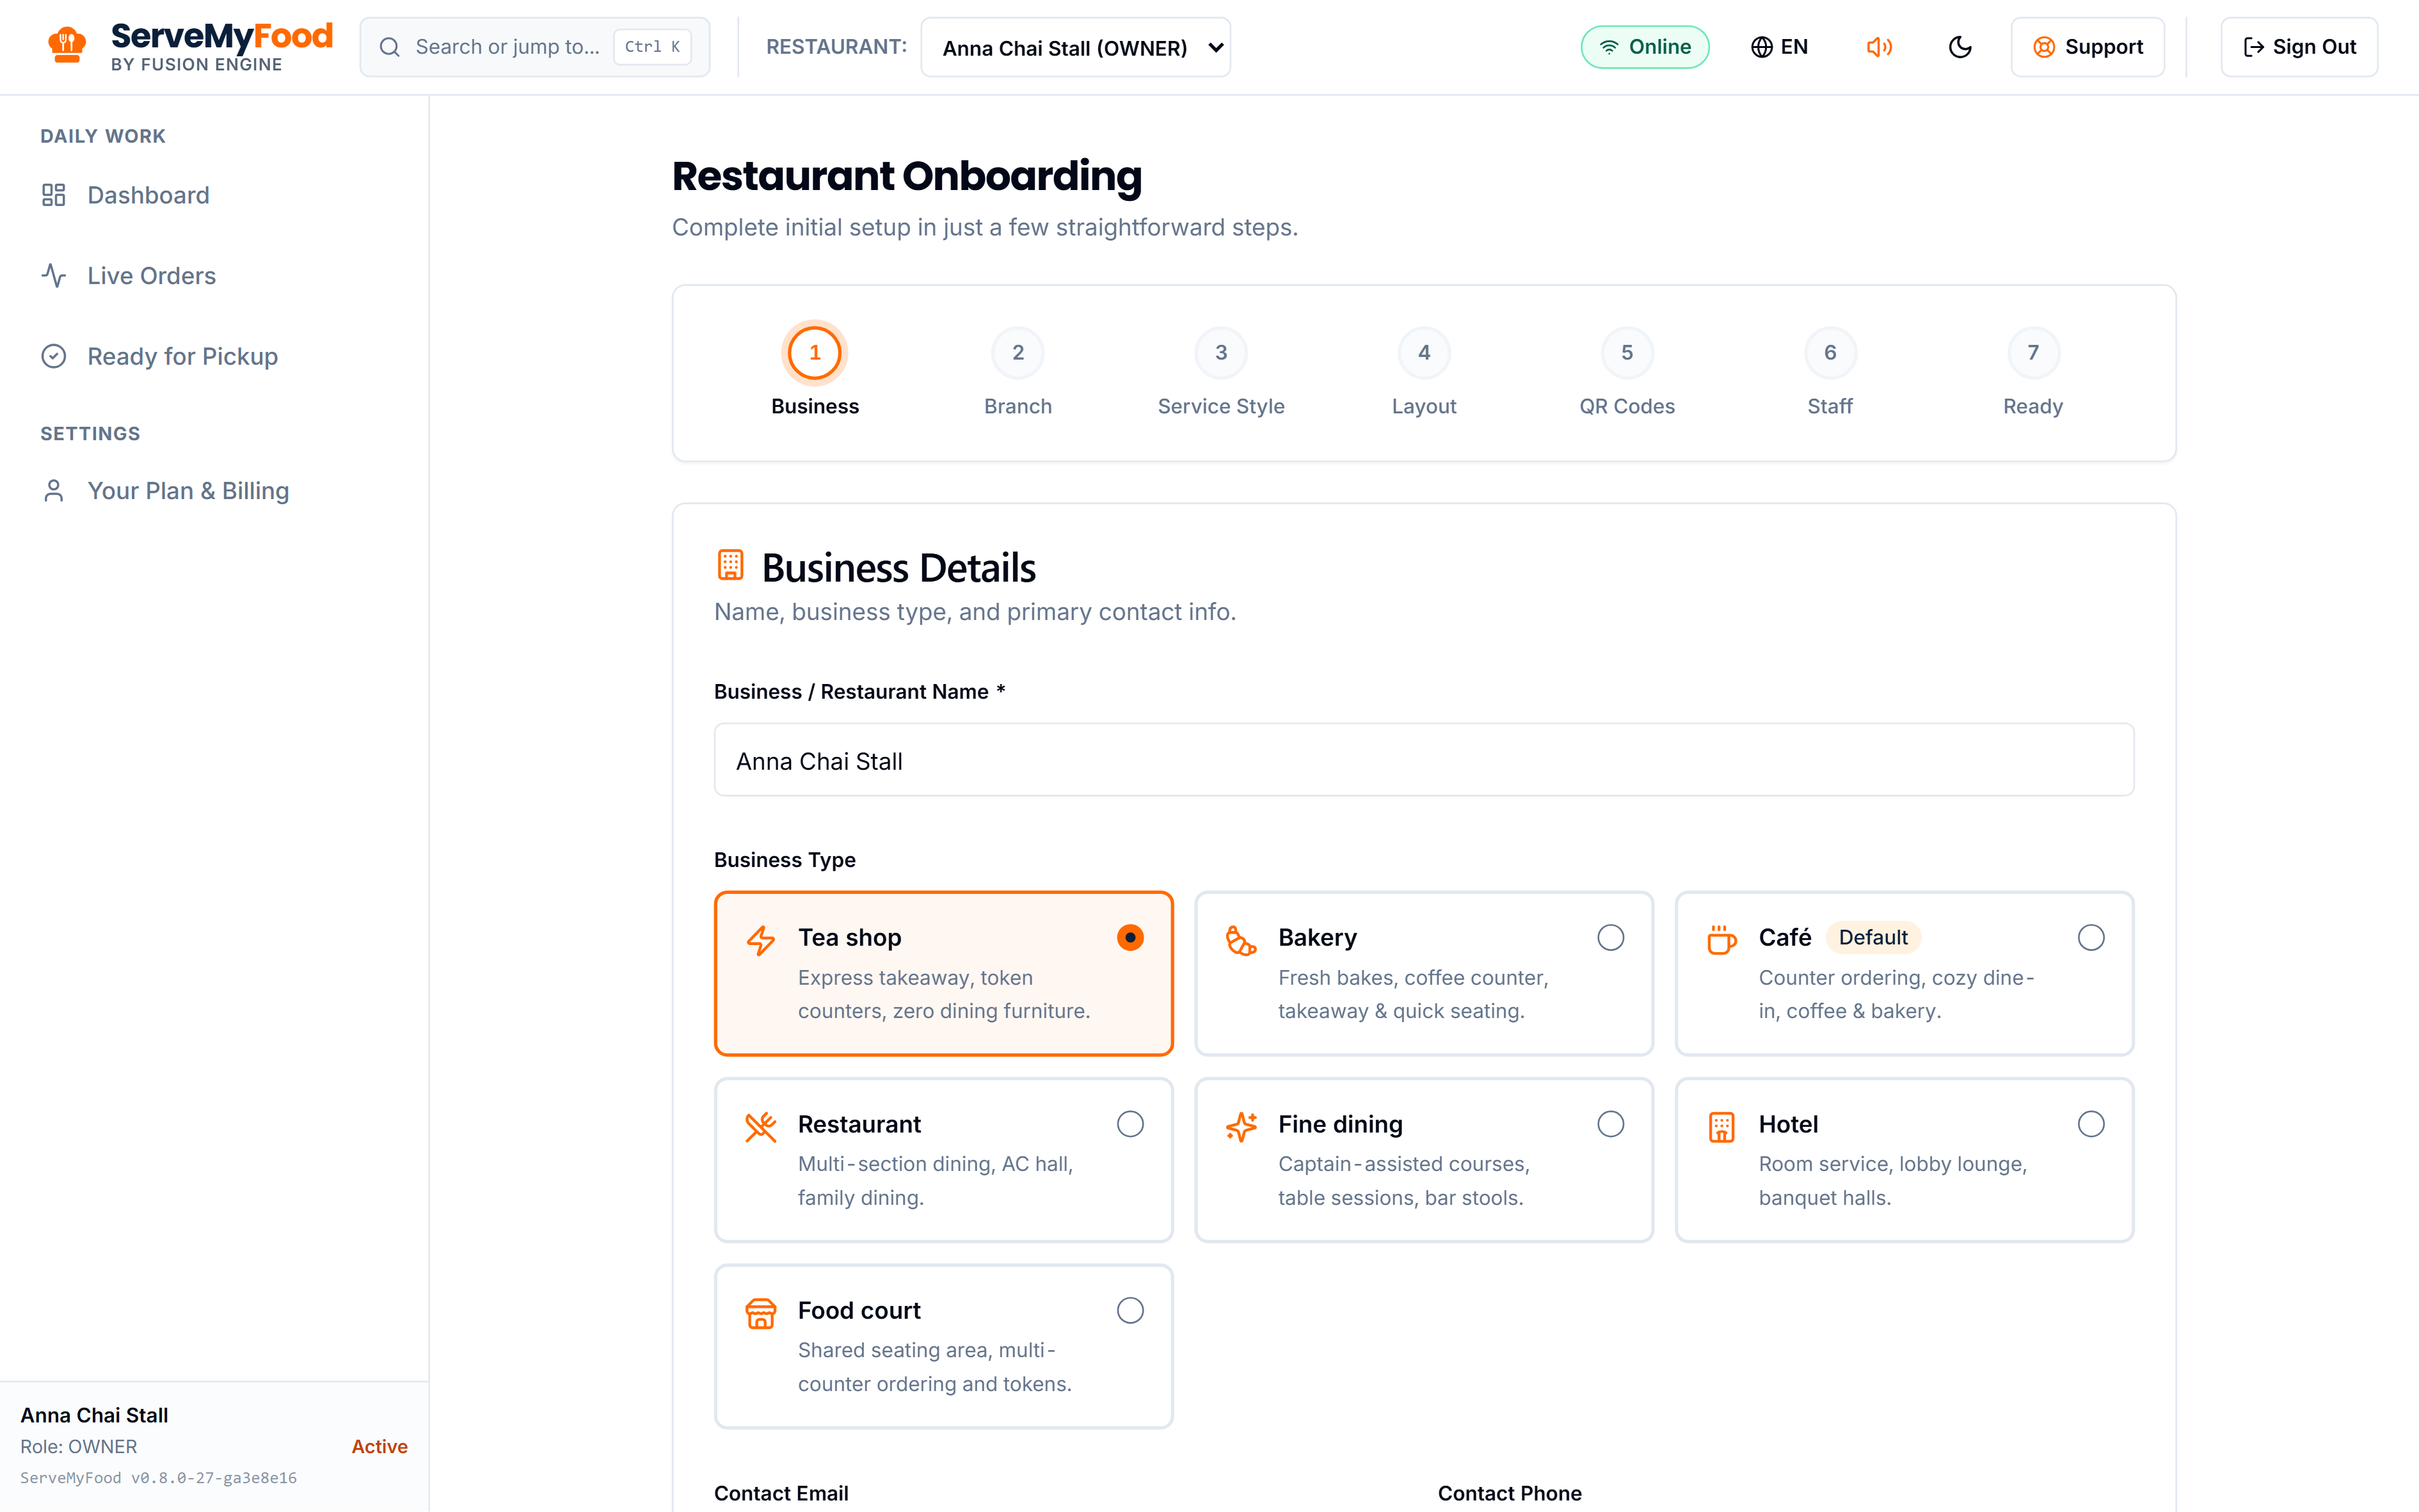 ServeMyFood
BY FUSION ENGINE
Search or jump to... Ctrl K
RESTAURANT: Anna Chai Stall (OWNER)
Online
EN
Support
Sign Out
DAILY WORK
Dashboard
Live Orders
Ready for Pickup
SETTINGS
Your Plan & Billing
Anna Chai Stall
Role: OWNER Active
ServeMyFood v0.8.0-27-ga3e8e16
Restaurant Onboarding
Complete initial setup in just a few straightforward steps.
1 2 3 4 5 6 7
Business Branch Service Style Layout QR Codes Staff Ready
Business Details
Name, business type, and primary contact info.
Business / Restaurant Name *
Anna Chai Stall
Business Type
Tea shop
Express takeaway, token
counters, zero dining furniture.
Bakery
Fresh bakes, coffee counter,
takeaway & quick seating.
Café Default
Counter ordering, cozy dine-
in, coffee & bakery.
Restaurant
Multi-section dining, AC hall,
family dining.
Fine dining
Captain-assisted courses,
table sessions, bar stools.
Hotel
Room service, lobby lounge,
banquet halls.
Food court
Shared seating area, multi-
counter ordering and tokens.
Contact Email Contact Phone